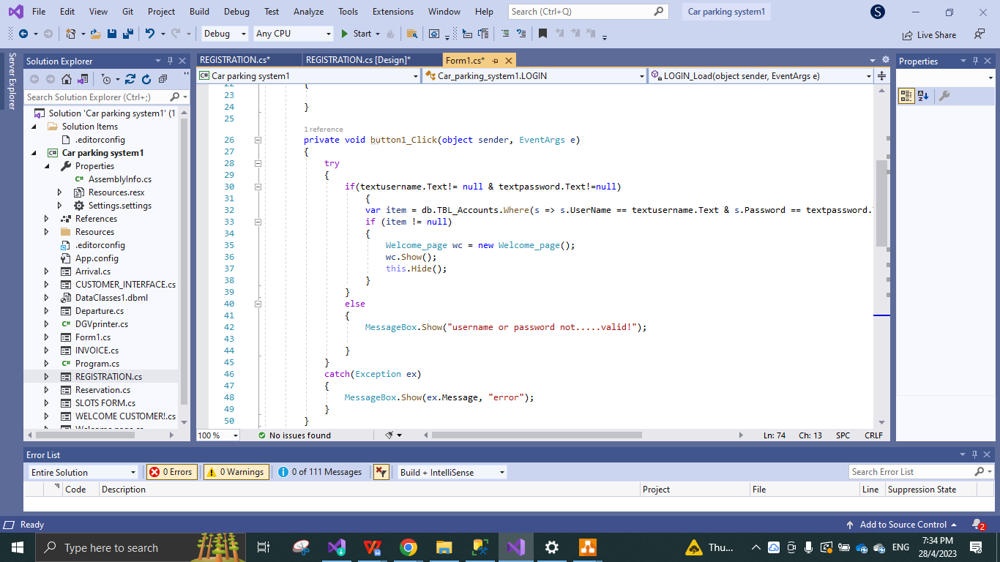 File Edit View Git Project Build Debug Test Analyze Tools Extensions Window Help Search (Ctrl+Q) Car parking system1 S
Debug Any CPU Start Live Share
Server Explorer
Solution Explorer
Search Solution Explorer (Ctrl+;)
Solution 'Car parking system1' (1
Solution Items
.editorconfig
Car parking system1
Properties
AssemblyInfo.cs
Resources.resx
Settings.settings
References
Resources
.editorconfig
App.config
Arrival.cs
CUSTOMER_INTERFACE.cs
DataClasses1.dbml
Departure.cs
DGVprinter.cs
Form1.cs
INVOICE.cs
Program.cs
REGISTRATION.cs
Reservation.cs
SLOTS FORM.cs
WELCOME CUSTOMER!.cs
REGISTRATION.cs* REGISTRATION.cs [Design]* Form1.cs*
Car parking system1 Car_parking_system1.LOGIN LOGIN_Load(object sender, EventArgs e)
22 {
23
24 }
25
1 reference
26 private void button1_Click(object sender, EventArgs e)
27 {
28 try
29 {
30 if(textusername.Text!= null & textpassword.Text!=null)
31 {
32 var item = db.TBL_Accounts.Where(s => s.UserName == textusername.Text & s.Password == textpassword.
33 if (item != null)
34 {
35 Welcome_page wc = new Welcome_page();
36 wc.Show();
37 this.Hide();
38 }
39 }
40 else
41 {
42 MessageBox.Show("username or password not.....valid!");
43
44 }
45 }
46 catch(Exception ex)
47 {
48 MessageBox.Show(ex.Message, "error");
49 }
50 }
100 % No issues found Ln: 74 Ch: 13 SPC CRLF
Properties
Error List
Entire Solution 0 Errors 0 Warnings 0 of 111 Messages Build + IntelliSense Search Error List
Code Description Project File Line Suppression State
Ready Add to Source Control 2
Type here to search Thu... ENG 7:34 PM
28/4/2023